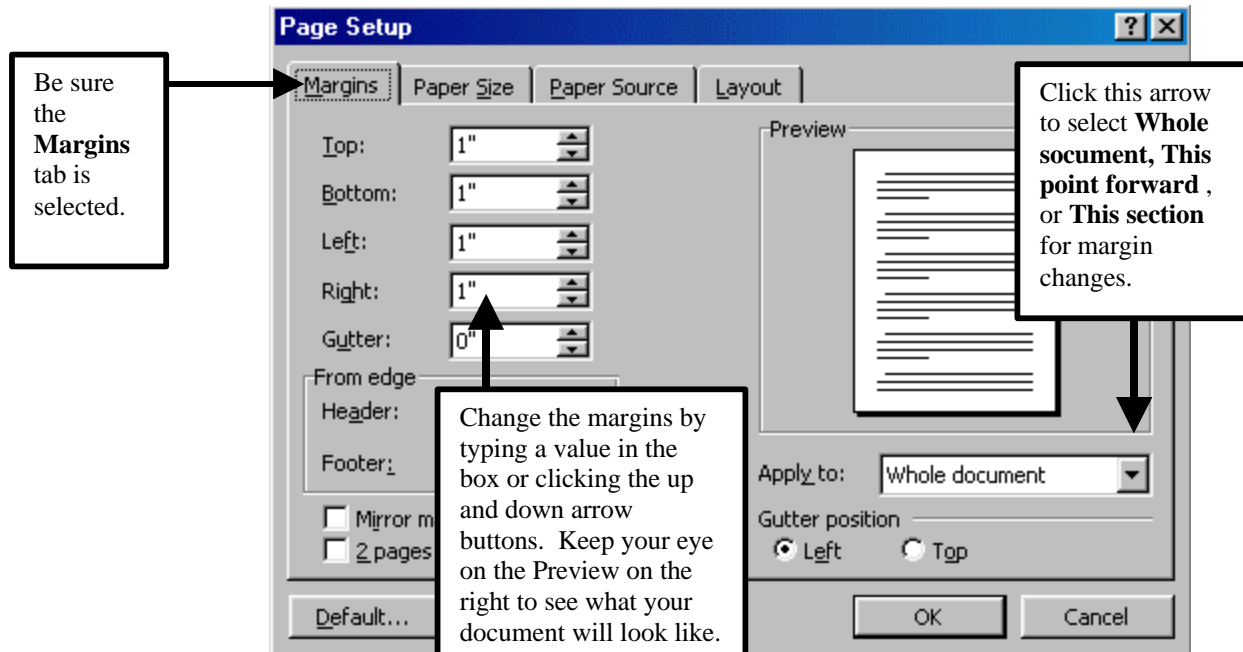 Page Setup
Be sure
the
Margins
tab is
selected.
Margins Paper Size Paper Source Layout
Top: 1"
Bottom: 1"
Left: 1"
Right: 1"
Gutter: 0"
From edge
Header:
Footer:
Mirror m
2 pages
Default...
Change the margins by
typing a value in the
box or clicking the up
and down arrow
buttons. Keep your eye
on the Preview on the
right to see what your
document will look like.
Preview
Click this arrow
to select Whole
socument, This
point forward ,
or This section
for margin
changes.
Apply to: Whole document
Gutter position
Left Top
OK Cancel